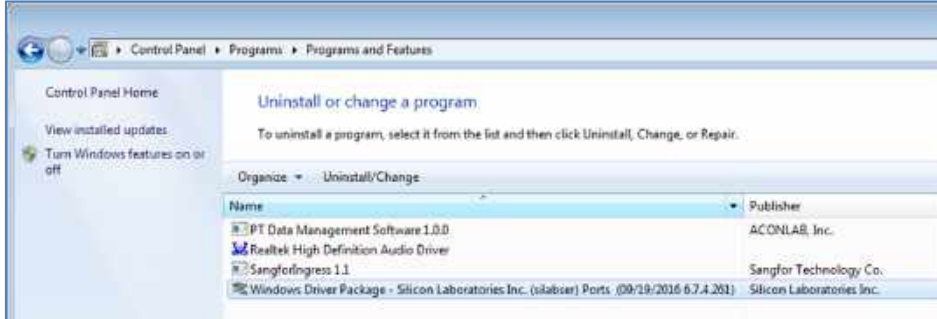 Control Panel ▸ Programs ▸ Programs and Features
Control Panel Home
View installed updates
Turn Windows features on or
off
Uninstall or change a program
To uninstall a program, select it from the list and then click Uninstall, Change, or Repair.
Organize Uninstall/Change
Name Publisher
PT Data Management Software 1.0.0 ACONLAB, Inc.
Realtek High Definition Audio Driver
SangforIngress 1.1 Sangfor Technology Co.
Windows Driver Package - Silicon Laboratories Inc. (silabser) Ports (09/19/2016 6.7.4.261) Silicon Laboratories Inc.